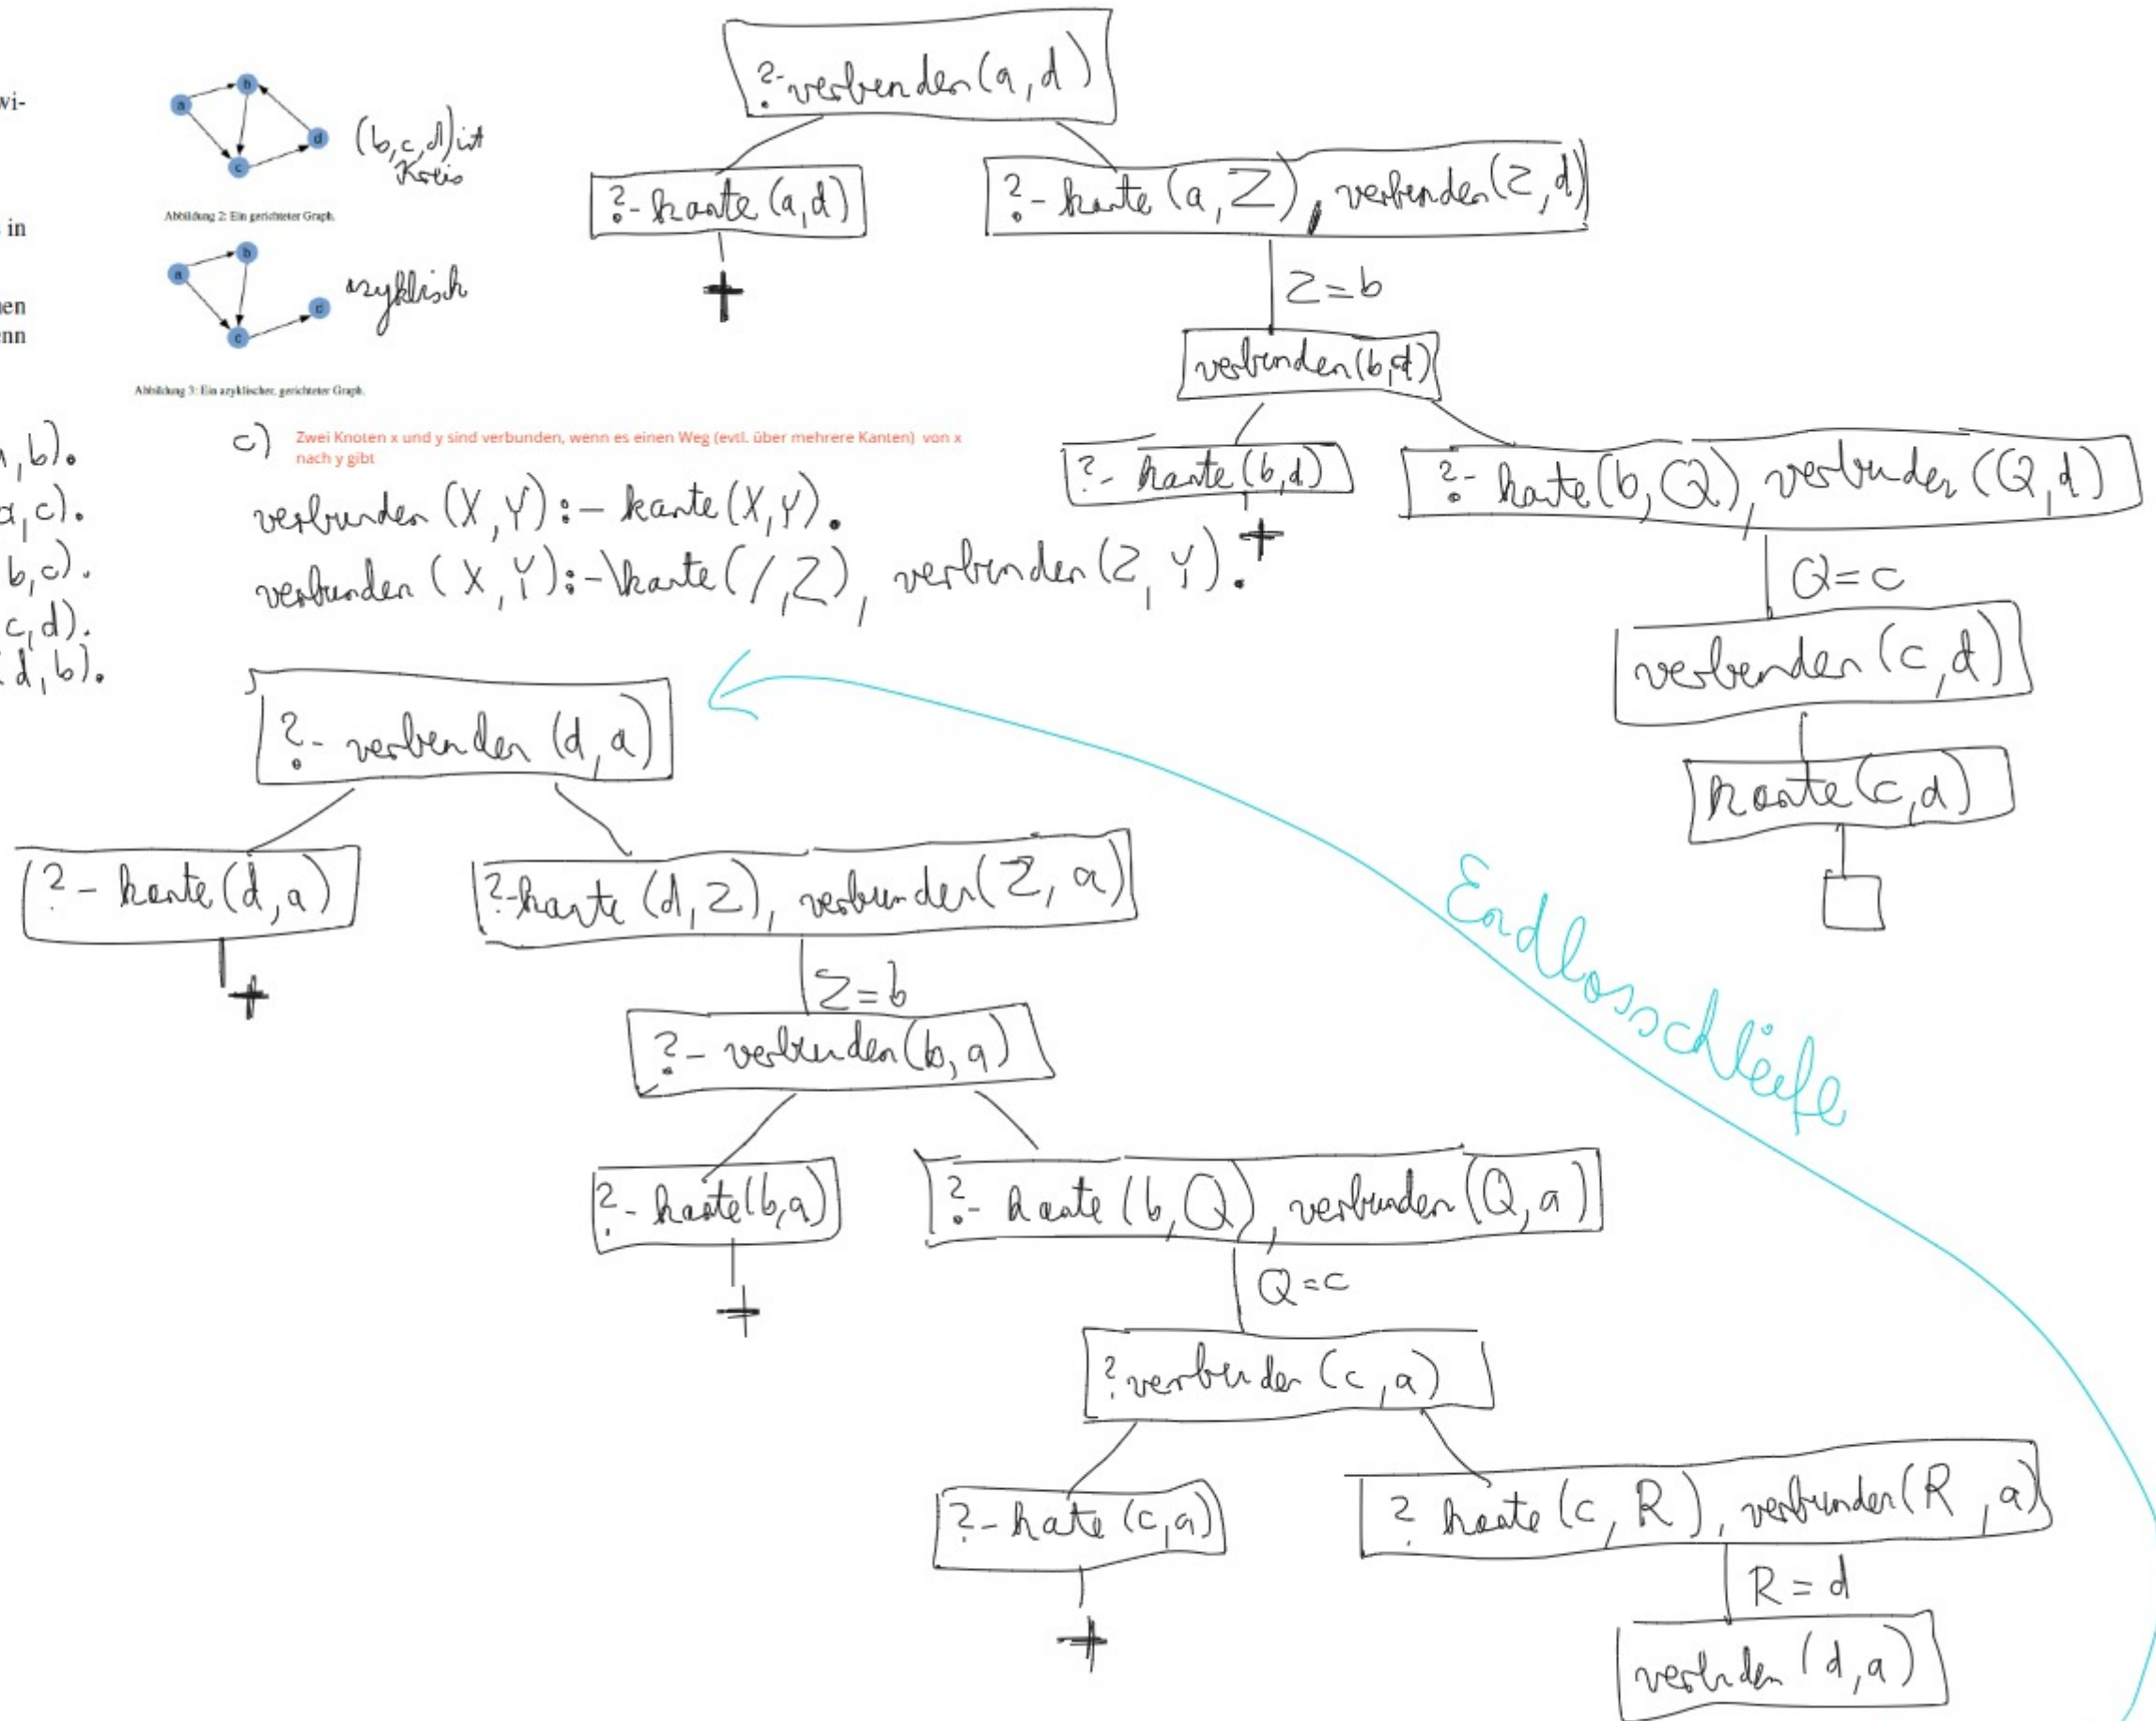 wi-
in
nen
enn
a
b
c
d
(b,c,d) ist
Kreis
Abbildung 2: Ein gerichteter Graph.
a
b
c
d
azyklisch
Abbildung 3: Ein azyklischer, gerichteter Graph.
,b).
a,c).
b,c).
c,d).
d,b).
c) Zwei Knoten x und y sind verbunden, wenn es einen Weg (evtl. über mehrere Kanten) von x
nach y gibt
verbunden (X,Y) :- kante (X,Y).
verbunden (X,Y) :- kante (/,Z), verbunden (Z,Y).
?- verbunden (a,d)
?- kante (a,d)
?- kante (a,Z), verbunden (Z,d)
Z=b
verbunden (b,d)
?- kante (b,d)
?- kante (b,Q), verbunden (Q,d)
Q=c
verbunden (c,d)
kante (c,d)
?- verbunden (d,a)
?- kante (d,a)
?- kante (d,Z), verbunden (Z,a)
Z=b
?- verbunden (b,a)
?- kante (b,a)
?- kante (b,Q), verbunden (Q,a)
Q=c
? verbunden (c,a)
?- kate (c,a)
? kante (c,R), verbunden (R,a)
R=d
verbunden (d,a)
Endlosschleife